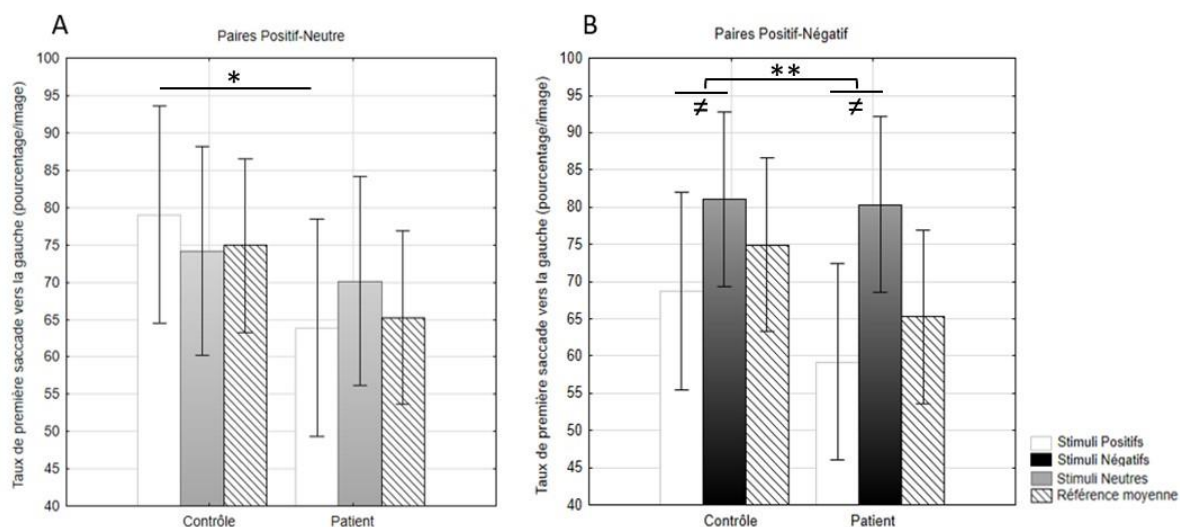 A
Paires Positif-Neutre
Taux de première saccade vers la gauche (pourcentage/image)
100
95
90
85
80
75
70
65
60
55
50
45
40
*
Contrôle
Patient
B
Paires Positif-Négatif
Taux de première saccade vers la gauche (pourcentage/image)
100
95
90
85
80
75
70
65
60
55
50
45
40
**
≠
≠
Contrôle
Patient
Stimuli Positifs
Stimuli Négatifs
Stimuli Neutres
Référence moyenne